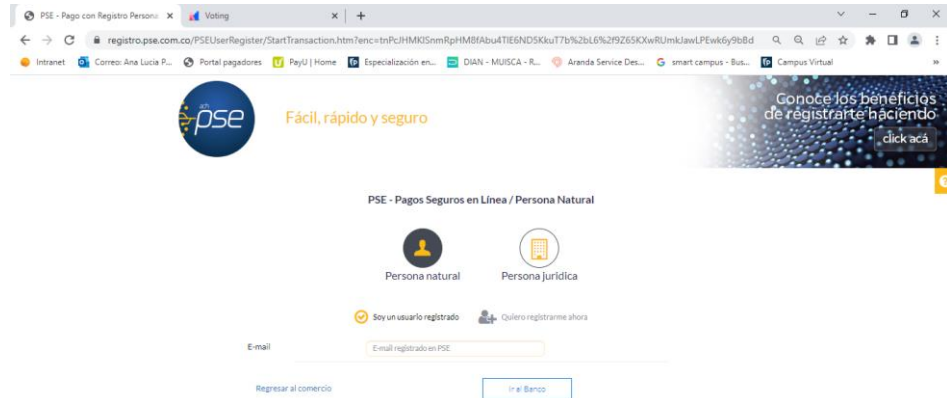 PSE - Pago con Registro Persona
Voting
registro.pse.com.co/PSEUserRegister/StartTransaction.htm?enc=tnPcJHMKISnmRpHM8fAbu4TIE6ND5KkuT7b%2bL6%2f9Z65KXwRUmkJawLPEwk6y9bBd
Intranet Correo: Ana Lucia P... Portal pagadores PayU | Home Especialización en... DIAN - MUISCA - R... Aranda Service Des... smart campus - Bus... Campus Virtual
ach
pse
Fácil, rápido y seguro
Conoce los beneficios
de registrarte haciendo
click acá
PSE - Pagos Seguros en Línea / Persona Natural
Persona natural Persona jurídica
Soy un usuario registrado Quiero registrarme ahora
E-mail E-mail registrado en PSE
Regresar al comercio Ir al Banco